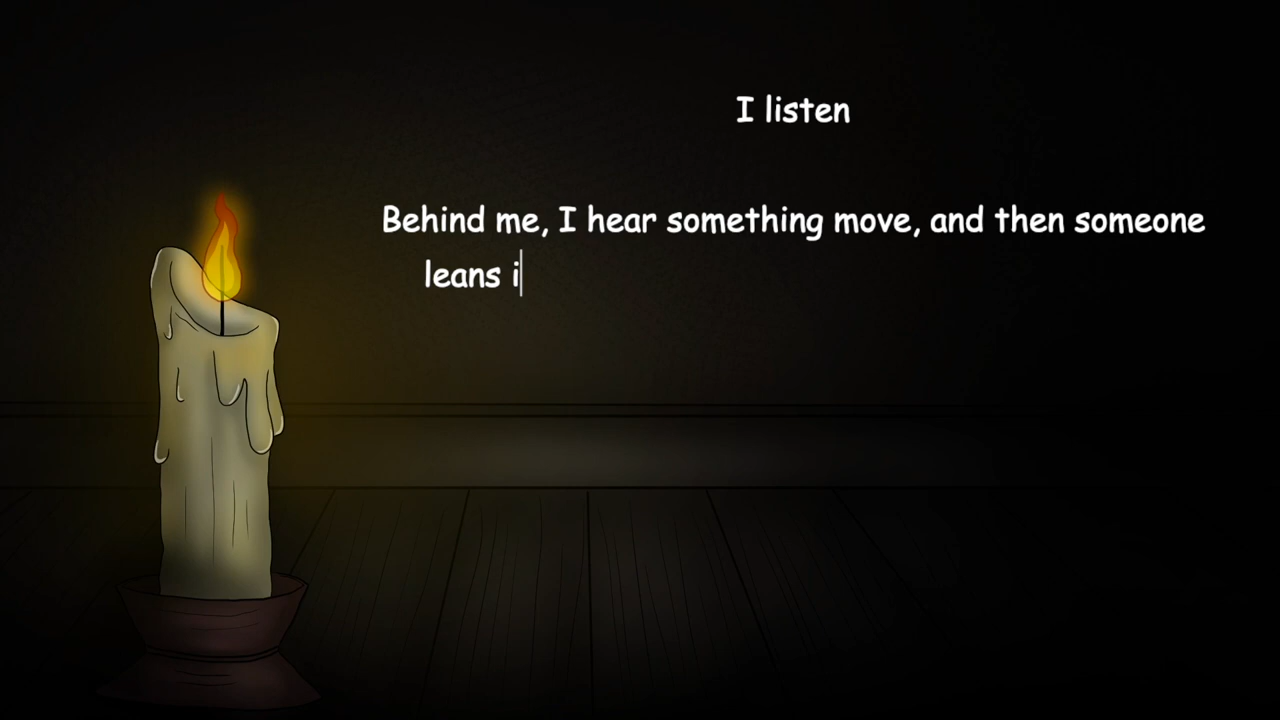 I listen
Behind me, I hear something move, and then someone
leans i